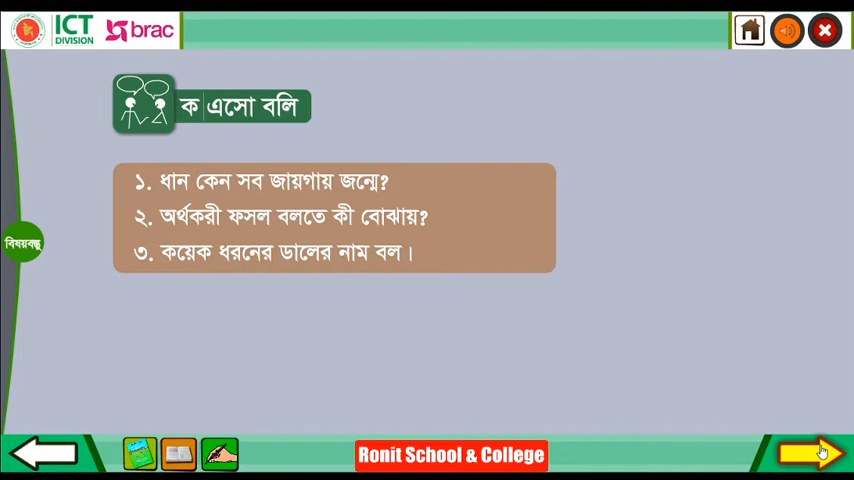 ICT
DIVISION
brac
ক এসো বলি
১. ধান কেন সব জায়গায় জন্মে?
২. অর্থকরী ফসল বলতে কী বোঝায়?
৩. কয়েক ধরনের ডালের নাম বল।
বিষয়বস্তু
Ronit School & College